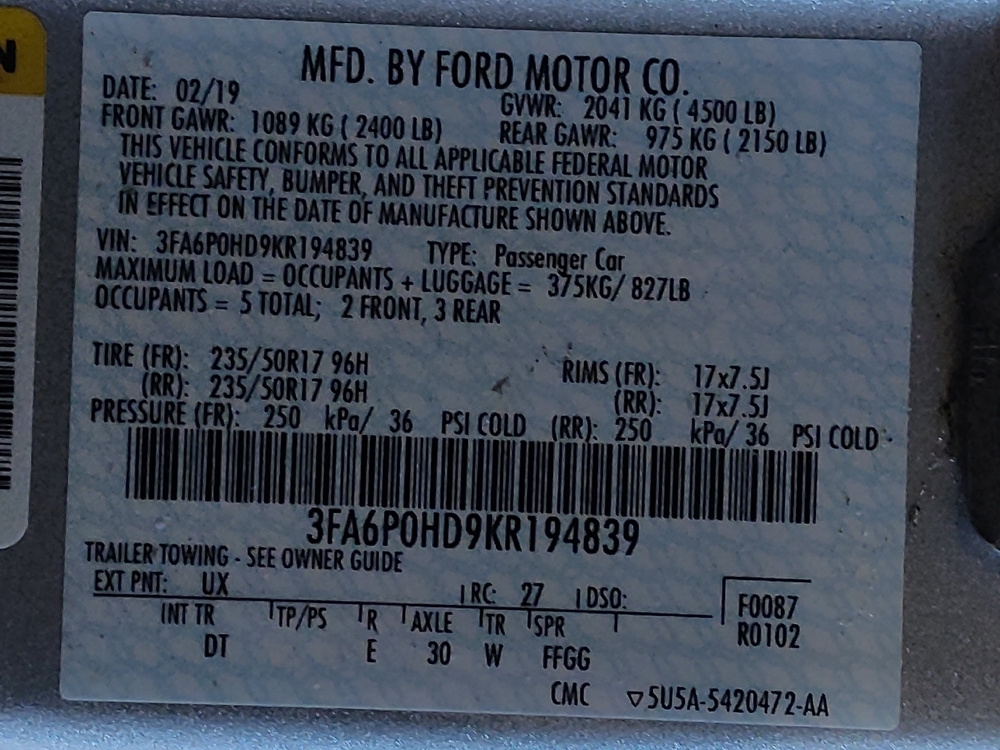 N
MFD. BY FORD MOTOR CO.
DATE: 02/19 GVWR: 2041 KG ( 4500 LB)
FRONT GAWR: 1089 KG ( 2400 LB) REAR GAWR: 975 KG ( 2150 LB)
THIS VEHICLE CONFORMS TO ALL APPLICABLE FEDERAL MOTOR
VEHICLE SAFETY, BUMPER, AND THEFT PREVENTION STANDARDS
IN EFFECT ON THE DATE OF MANUFACTURE SHOWN ABOVE.
VIN: 3FA6P0HD9KR194839 TYPE: Passenger Car
MAXIMUM LOAD = OCCUPANTS + LUGGAGE = 375KG/ 827LB
OCCUPANTS = 5 TOTAL; 2 FRONT, 3 REAR
TIRE (FR): 235/50R17 96H RIMS (FR): 17x7.5J
(RR): 235/50R17 96H (RR): 17x7.5J
PRESSURE (FR): 250 kPa/ 36 PSI COLD (RR): 250 kPa/ 36 PSI COLD
3FA6P0HD9KR194839
TRAILER TOWING - SEE OWNER GUIDE
EXT PNT: UX RC: 27 DSO: F0087
INT TR TP/PS R AXLE TR SPR R0102
DT E 30 W FFGG
CMC ▽5U5A-5420472-AA